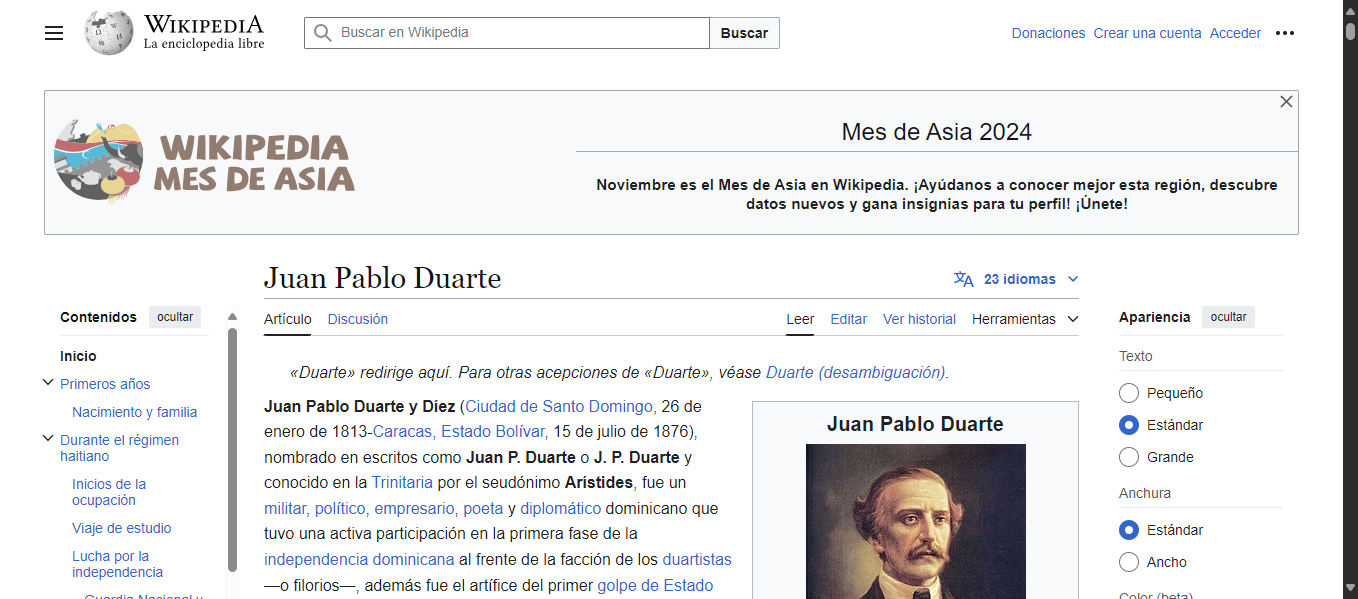 WIKIPEDIA
La enciclopedia libre
Buscar en Wikipedia
Buscar
Donaciones Crear una cuenta Acceder
WIKIPEDIA
MES DE ASIA
Mes de Asia 2024
Noviembre es el Mes de Asia en Wikipedia. ¡Ayúdanos a conocer mejor esta región, descubre
datos nuevos y gana insignias para tu perfil! ¡Únete!
Juan Pablo Duarte
23 idiomas
Contenidos ocultar
Inicio
Primeros años
Nacimiento y familia
Durante el régimen
haitiano
Inicios de la
ocupación
Viaje de estudio
Lucha por la
independencia
Guardia Nacional y
Artículo Discusión
Leer Editar Ver historial Herramientas
«Duarte» redirige aquí. Para otras acepciones de «Duarte», véase Duarte (desambiguación).
Juan Pablo Duarte y Díez (Ciudad de Santo Domingo, 26 de
enero de 1813-Caracas, Estado Bolívar, 15 de julio de 1876),
nombrado en escritos como Juan P. Duarte o J. P. Duarte y
conocido en la Trinitaria por el seudónimo Arístides, fue un
militar, político, empresario, poeta y diplomático dominicano que
tuvo una activa participación en la primera fase de la
independencia dominicana al frente de la facción de los duartistas
—o filorios—, además fue el artífice del primer golpe de Estado
Juan Pablo Duarte
Apariencia ocultar
Texto
Pequeño
Estándar
Grande
Anchura
Estándar
Ancho
Color (beta)